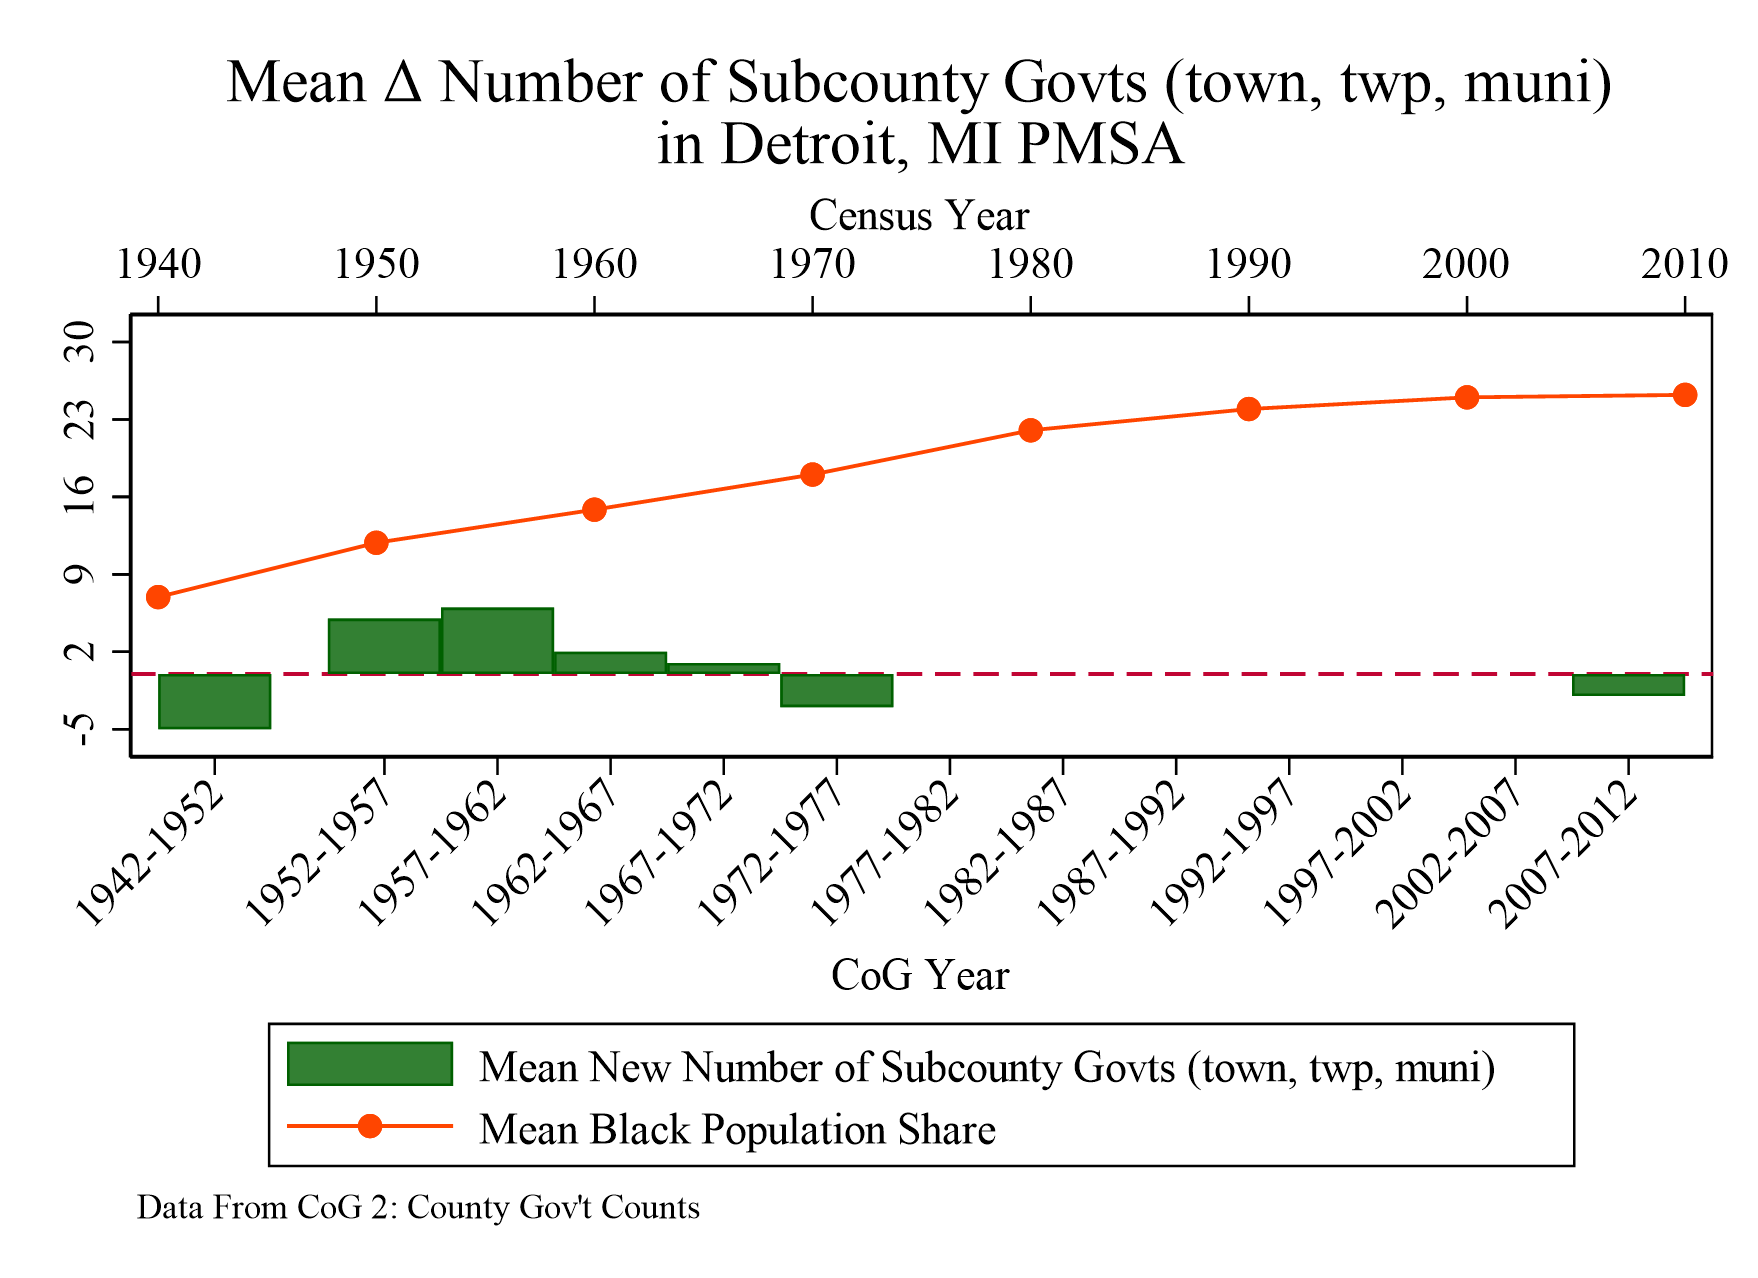 Mean Δ Number of Subcounty Govts (town, twp, muni)
in Detroit, MI PMSA
Census Year
1940 1950 1960 1970 1980 1990 2000 2010
30
23
16
9
2
-5
1942-1952 1952-1957 1957-1962 1962-1967 1967-1972 1972-1977 1977-1982 1982-1987 1987-1992 1992-1997 1997-2002 2002-2007 2007-2012
CoG Year
Mean New Number of Subcounty Govts (town, twp, muni)
Mean Black Population Share
Data From CoG 2: County Gov't Counts